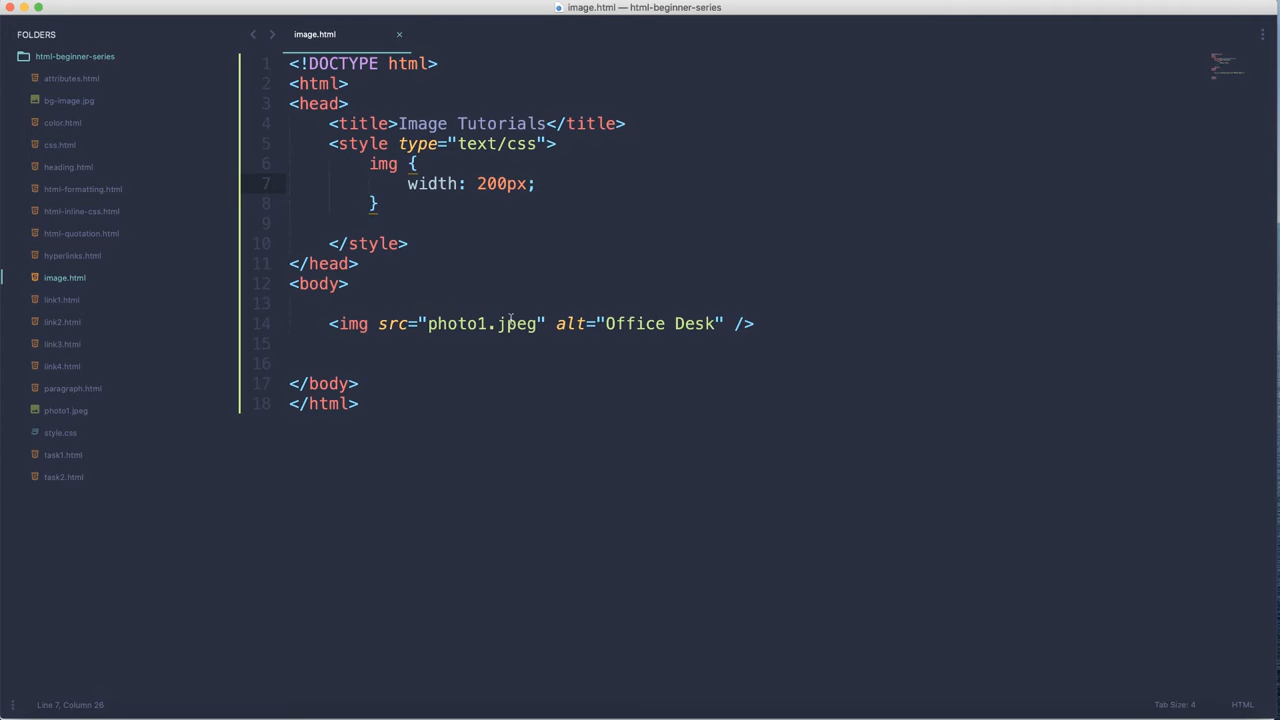 image.html — html-beginner-series
FOLDERS
html-beginner-series
attributes.html
bg-image.jpg
color.html
css.html
heading.html
html-formatting.html
html-inline-css.html
html-quotation.html
hyperlinks.html
image.html
link1.html
link2.html
link3.html
link4.html
paragraph.html
photo1.jpeg
style.css
task1.html
task2.html
image.html ×
1 <!DOCTYPE html>
2 <html>
3 <head>
4 <title>Image Tutorials</title>
5 <style type="text/css">
6 img {
7 width: 200px;
8 }
9
10 </style>
11 </head>
12 <body>
13
14 <img src="photo1.jpeg" alt="Office Desk" />
15
16
17 </body>
18 </html>
Line 7, Column 26
Tab Size: 4
HTML